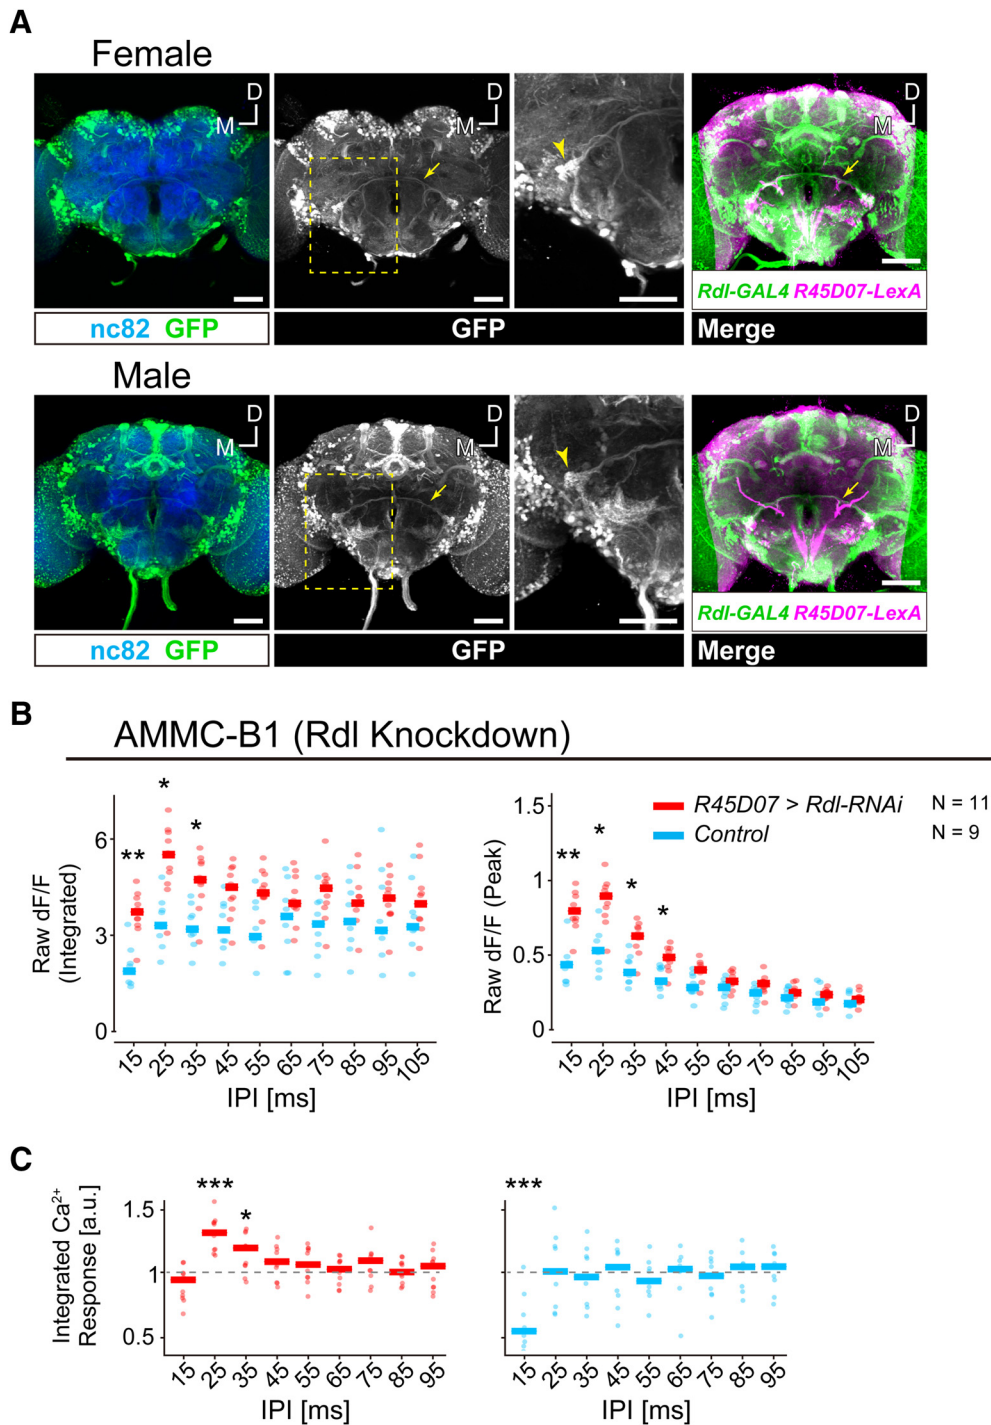 A
Female
D
M
D
M
D
M
Rdl-GAL4 R45D07-LexA
nc82 GFP
GFP
Merge
Male
D
M
D
M
D
M
Rdl-GAL4 R45D07-LexA
nc82 GFP
GFP
Merge
B
AMMC-B1 (Rdl Knockdown)
Raw dF/F
(Integrated)
6
3
0
**
*
*
15 25 35 45 55 65 75 85 95 105
IPI [ms]
Raw dF/F (Peak)
1.5
1
0.5
0
**
*
*
*
R45D07 > Rdl-RNAi N = 11
Control N = 9
15 25 35 45 55 65 75 85 95 105
IPI [ms]
C
Integrated Ca²⁺
Response [a.u.]
1.5
1
0.5
***
*
15 25 35 45 55 65 75 85 95
IPI [ms]
***
15 25 35 45 55 65 75 85 95
IPI [ms]